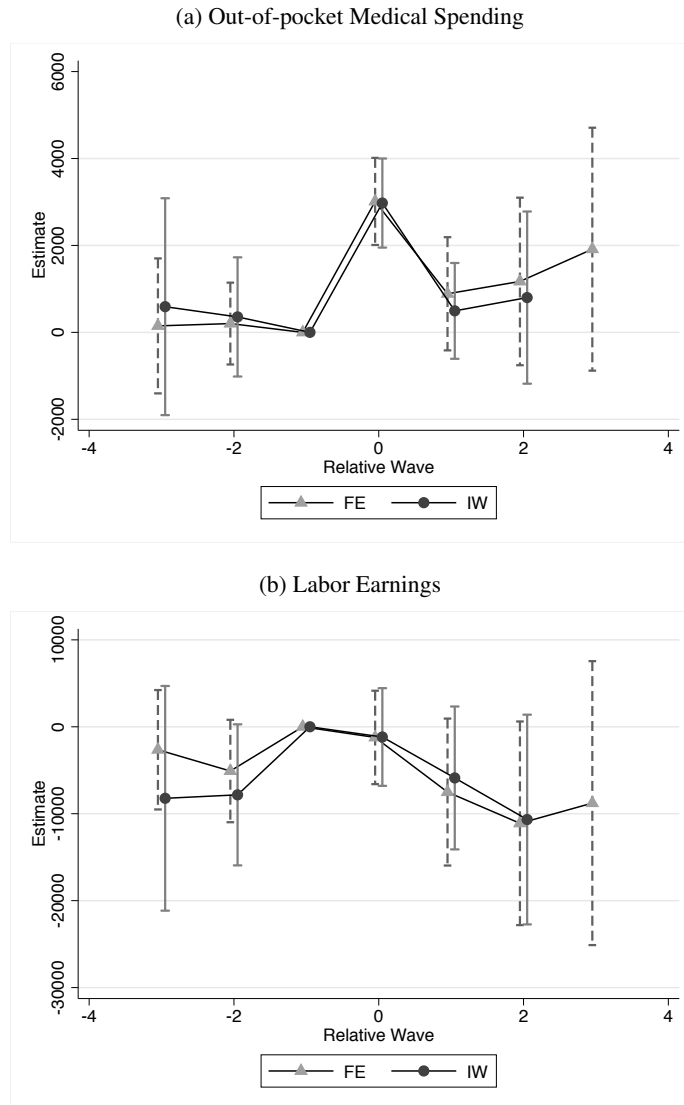 (a) Out-of-pocket Medical Spending
6000
4000
2000
0
-2000
Estimate
-4 -2 0 2 4
Relative Wave
FE IW
(b) Labor Earnings
10000
0
-10000
-20000
-30000
Estimate
-4 -2 0 2 4
Relative Wave
FE IW